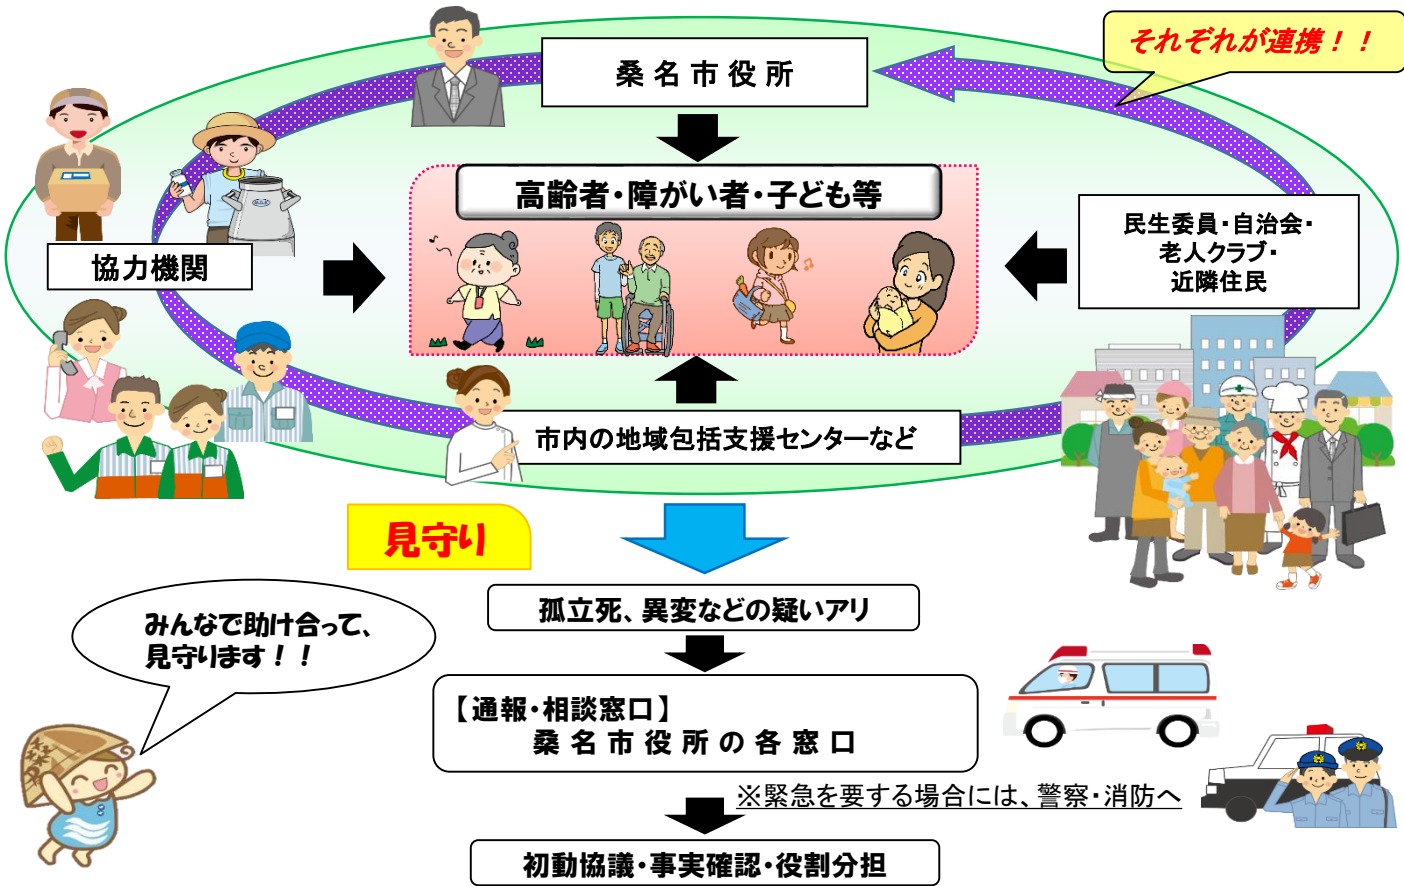 それぞれが連携！！
桑名市役所
高齢者・障がい者・子ども等
民生委員・自治会・
老人クラブ・
近隣住民
協力機関
市内の地域包括支援センターなど
見守り
孤立死、異変などの疑いアリ
みんなで助け合って、
見守ります！！
【通報・相談窓口】
桑名市役所の各窓口
※緊急を要する場合には、警察・消防へ
初動協議・事実確認・役割分担